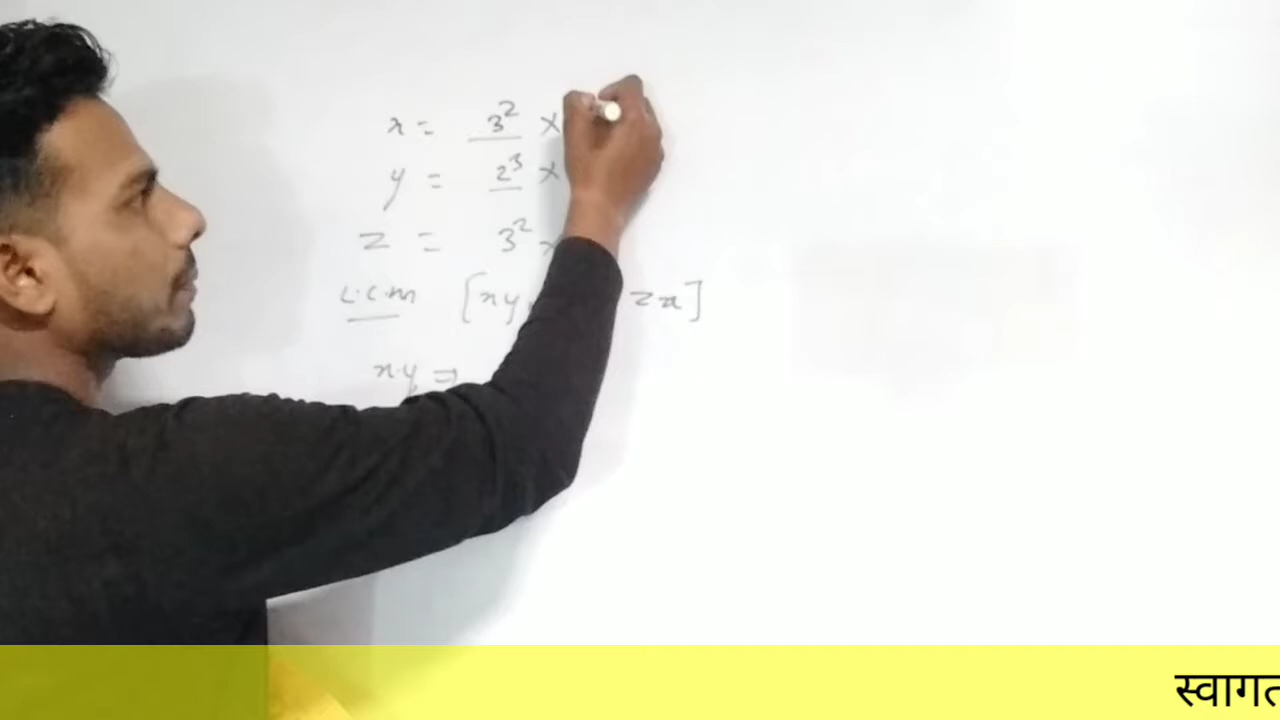 x = 3² ×
y = 2³ ×
z = 3² ×
L.C.M [xy, zx]
x.y =
स्वागत